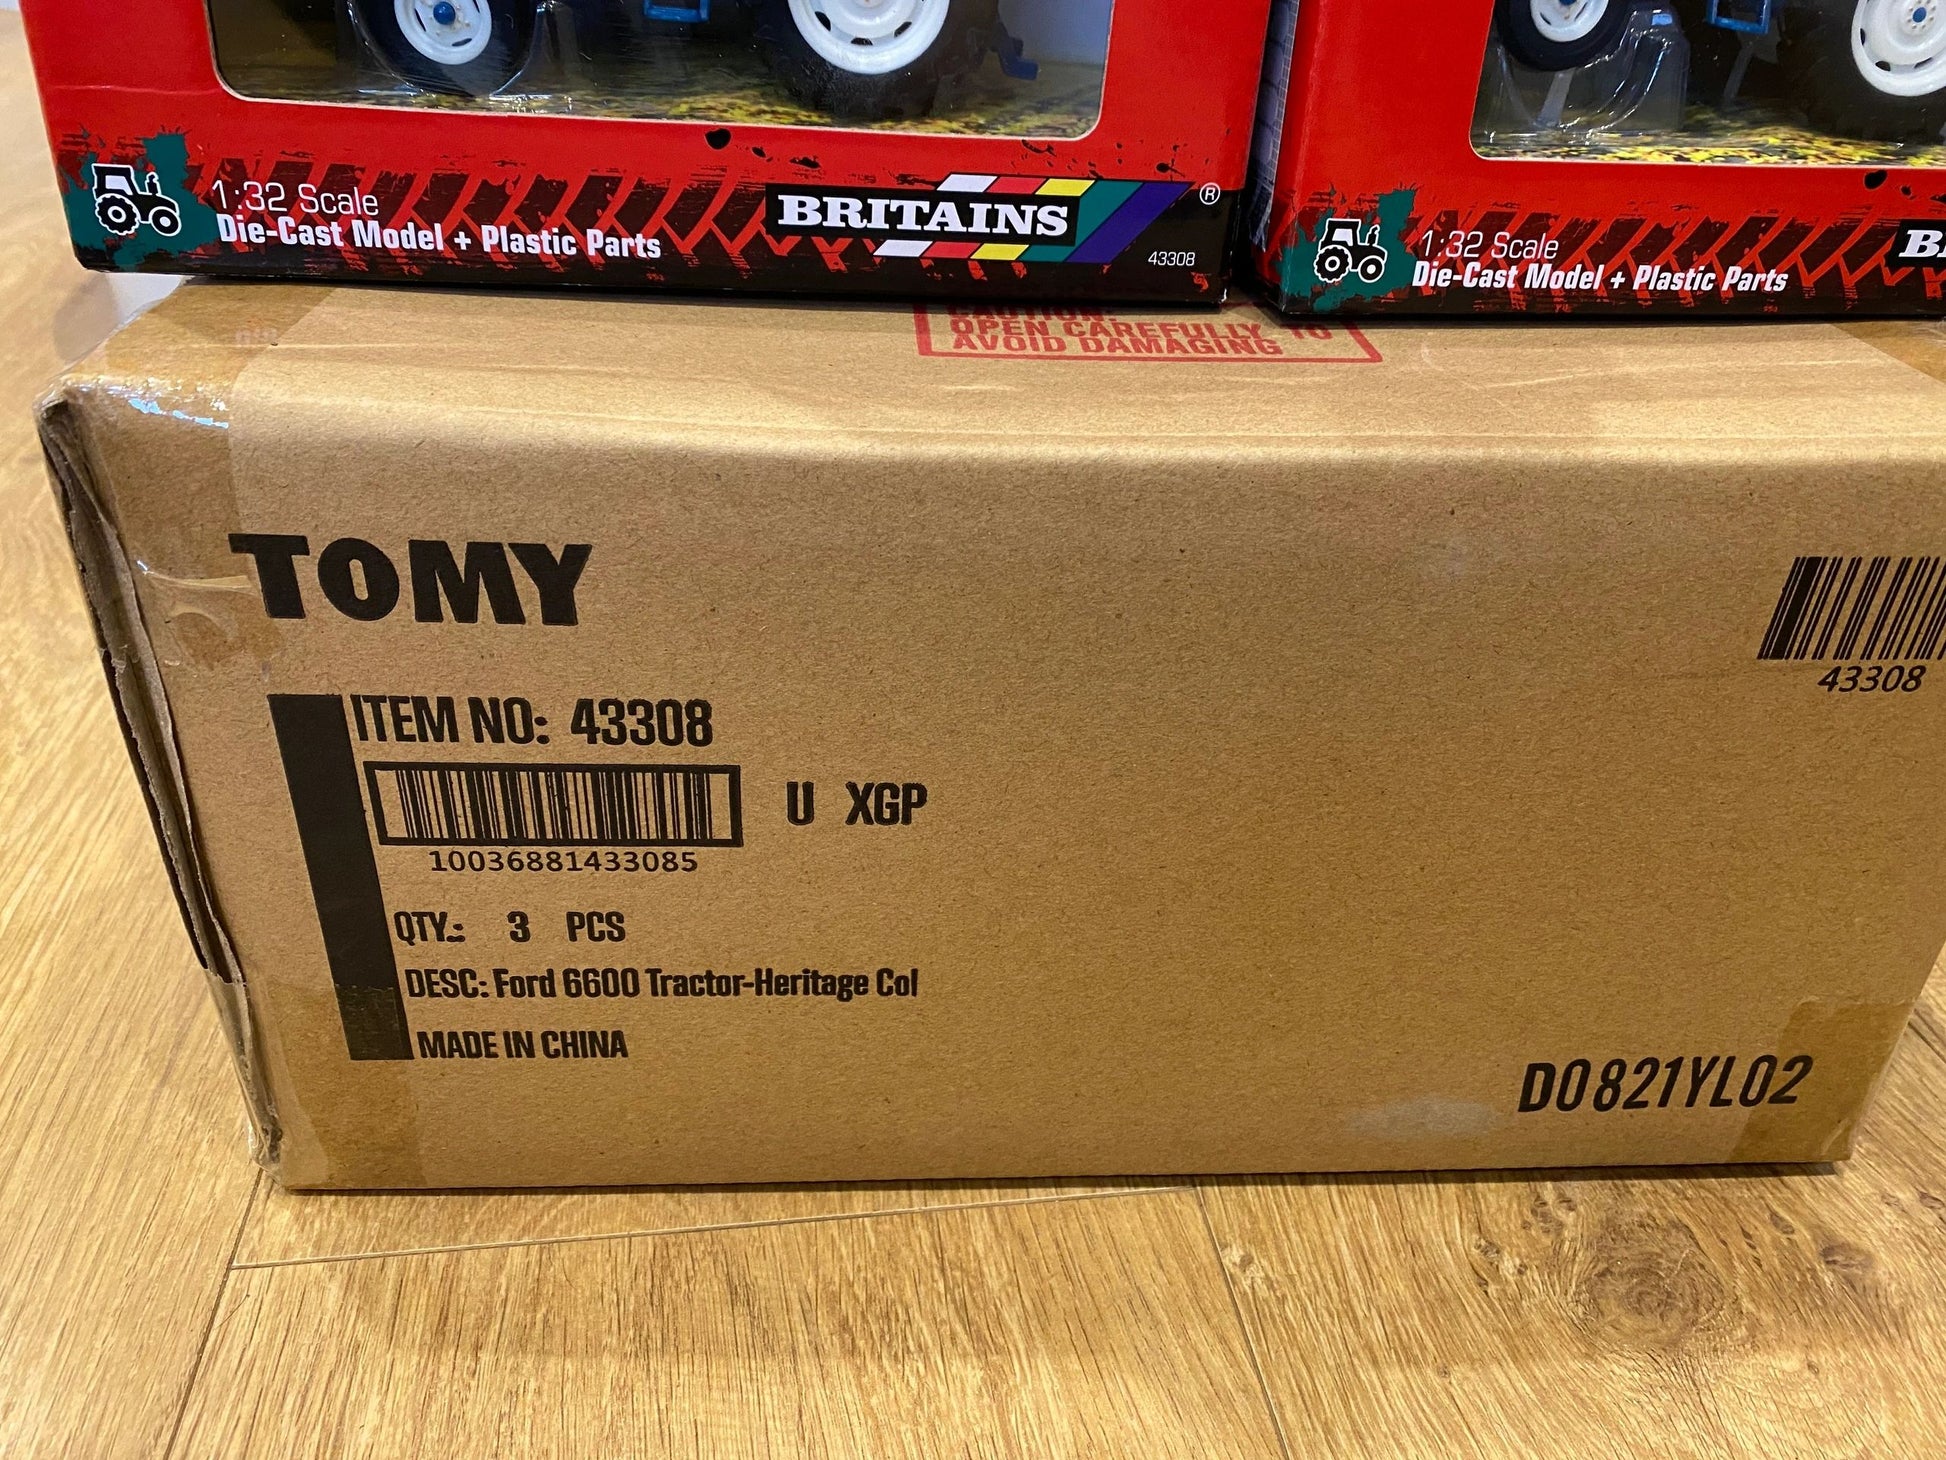 1:32 Scale
Die-Cast Model + Plastic Parts
BRITAINS
®
43308
1:32 Scale
Die-Cast Model + Plastic Parts
CAUTION:
OPEN CAREFULLY TO
AVOID DAMAGING
TOMY
43308
ITEM NO: 43308
U XGP
10036881433085
QTY.: 3 PCS
DESC: Ford 6600 Tractor-Heritage Col
MADE IN CHINA
D0821YL02